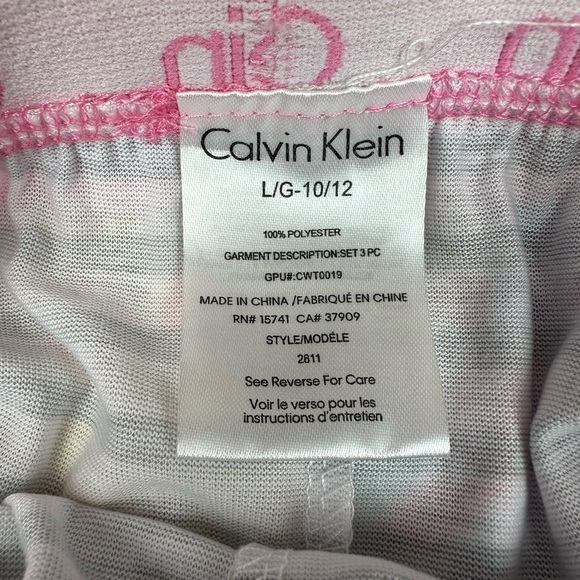 Calvin Klein
L/G-10/12
100% POLYESTER
GARMENT DESCRIPTION:SET 3 PC
GPU#:CWT0019
MADE IN CHINA /FABRIQUÉ EN CHINE
RN# 15741 CA# 37909
STYLE/MODÉLE
2811
See Reverse For Care
Voir le verso pour les
instructions d'entretien